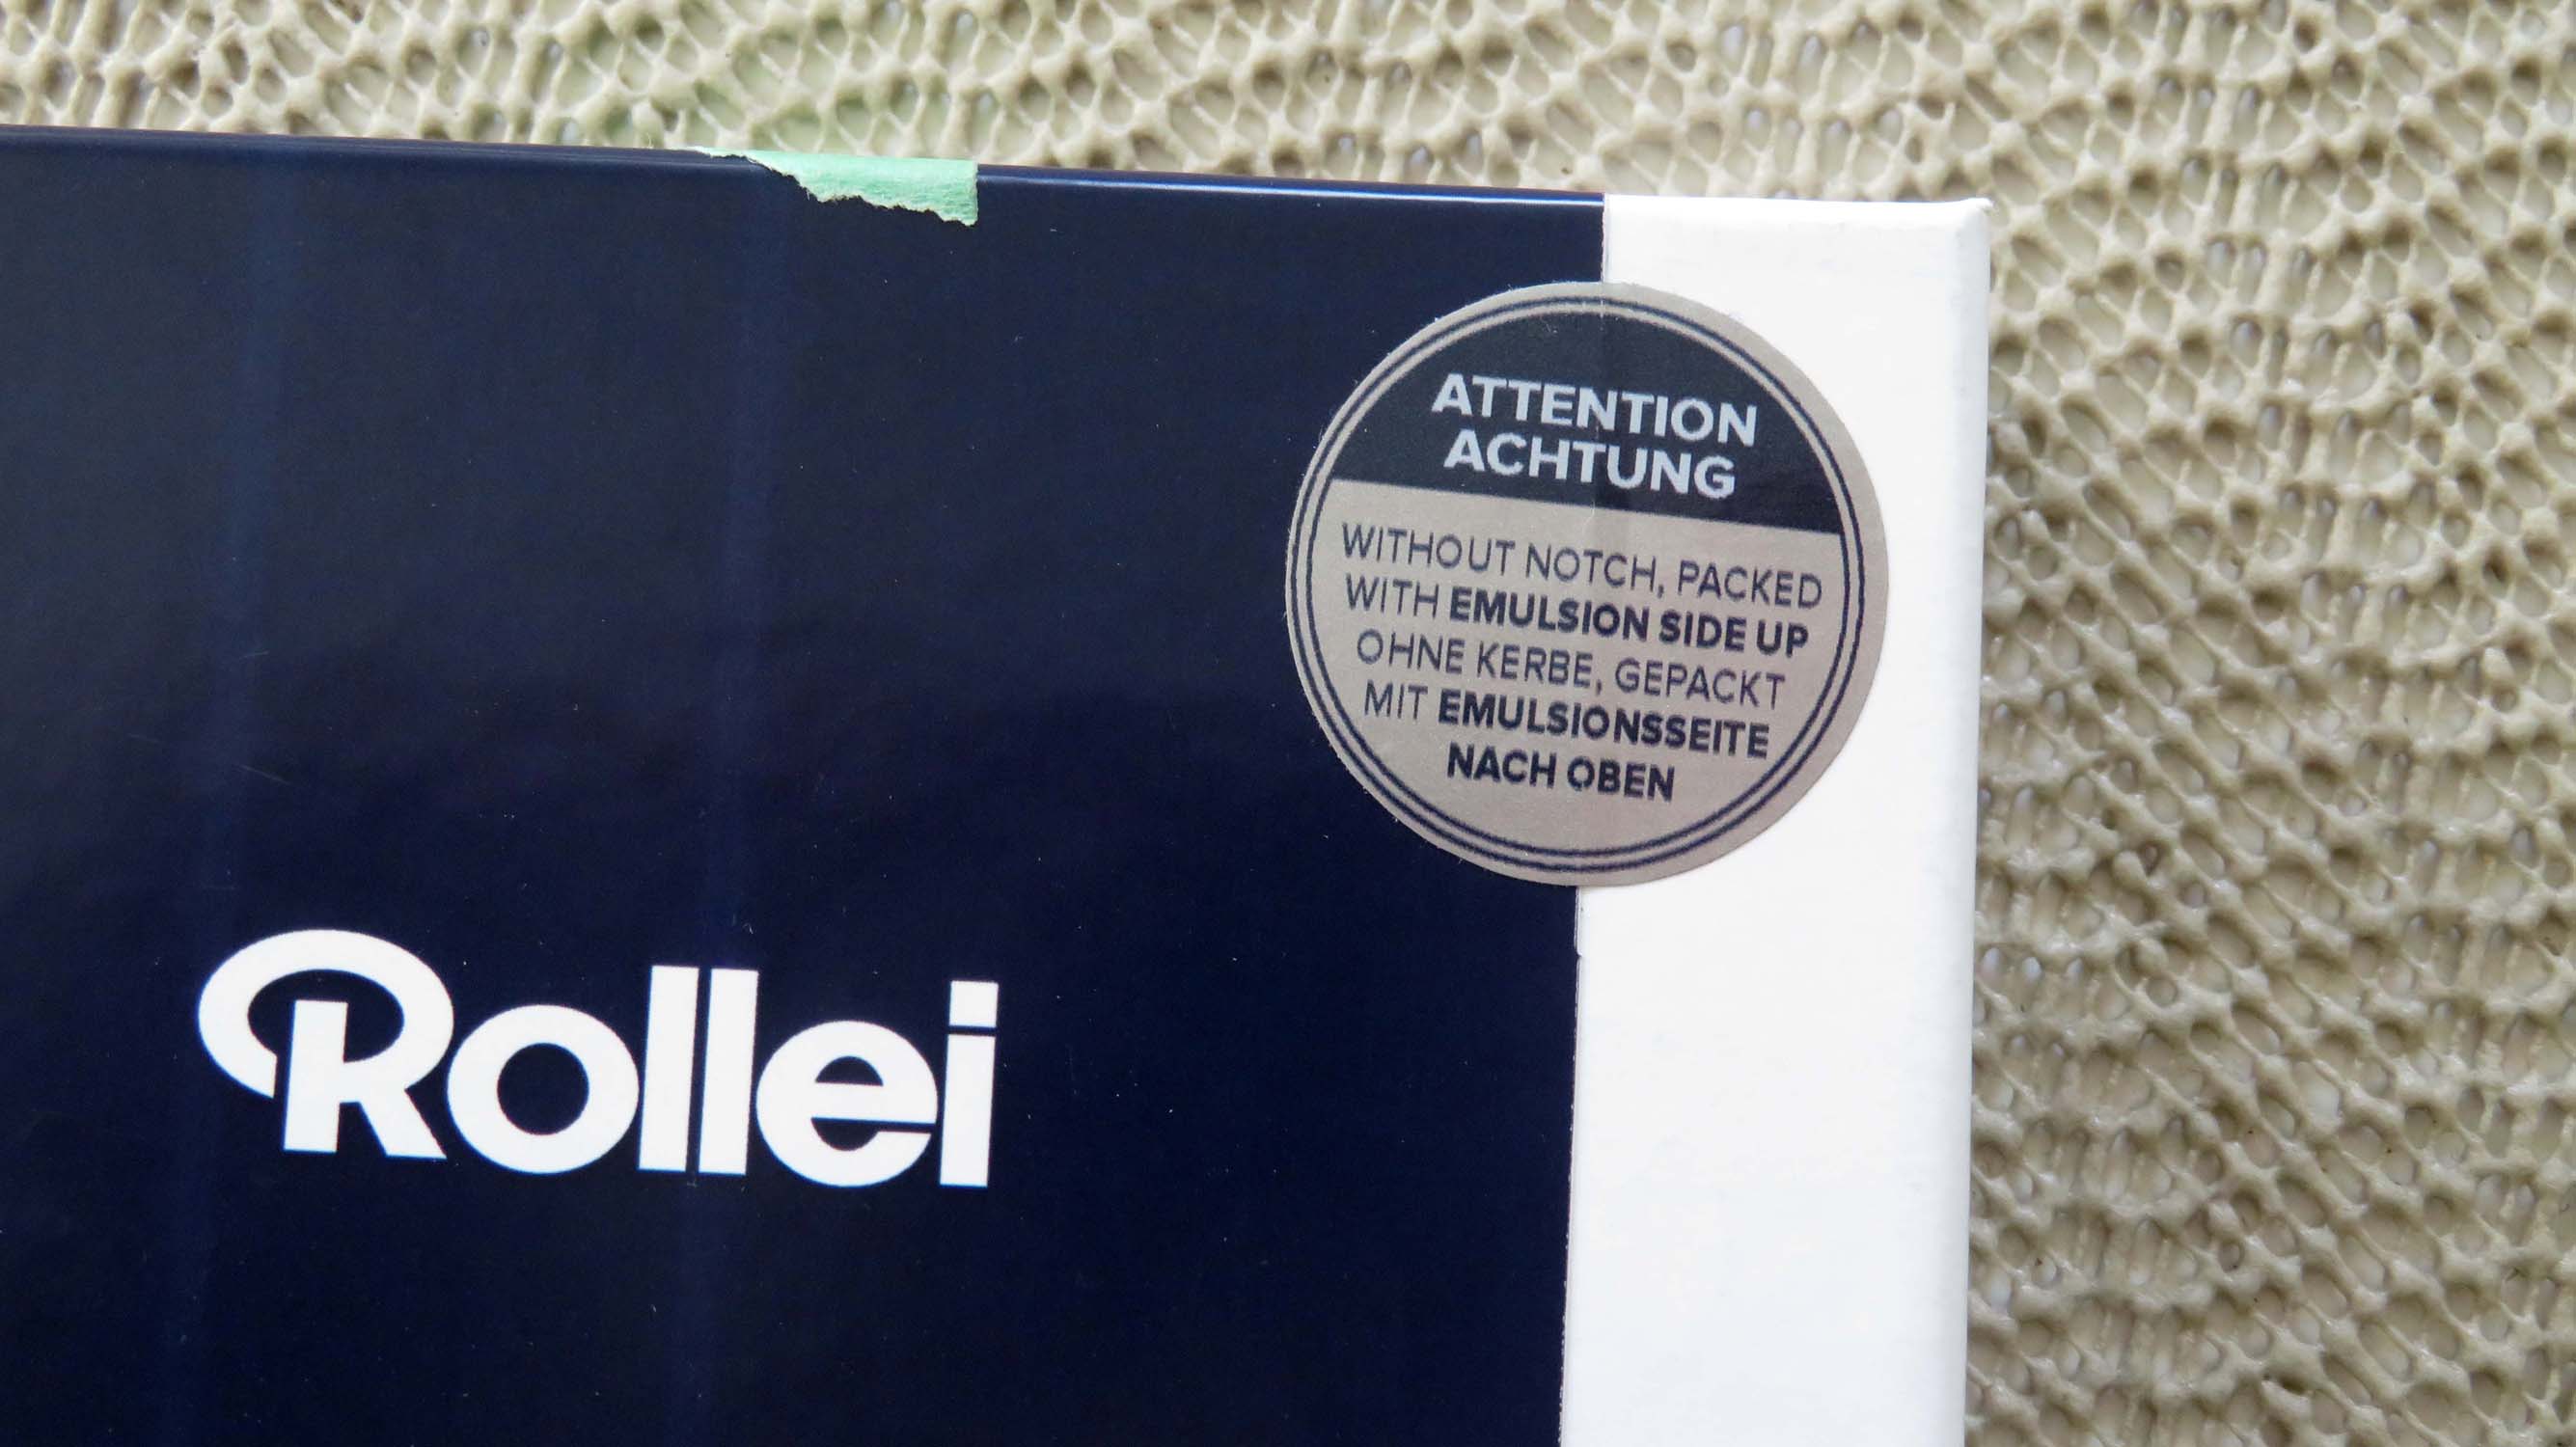 ATTENTION
ACHTUNG
WITHOUT NOTCH, PACKED
WITH EMULSION SIDE UP
OHNE KERBE, GEPACKT
MIT EMULSIONSSEITE
NACH OBEN
Rollei